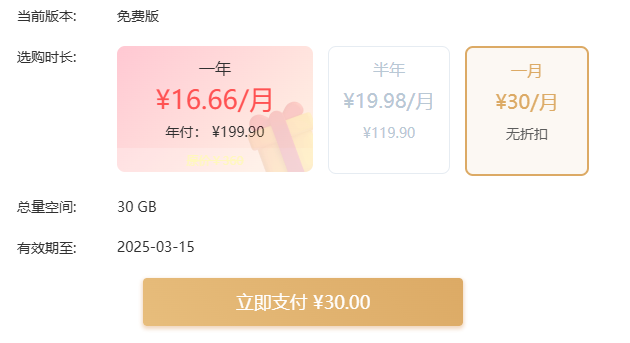 当前版本: 免费版
选购时长:
一年
¥16.66/月
年付： ¥199.90
半年
¥19.98/月
¥119.90
一月
¥30/月
无折扣
总量空间: 30 GB
有效期至: 2025-03-15
立即支付 ¥30.00